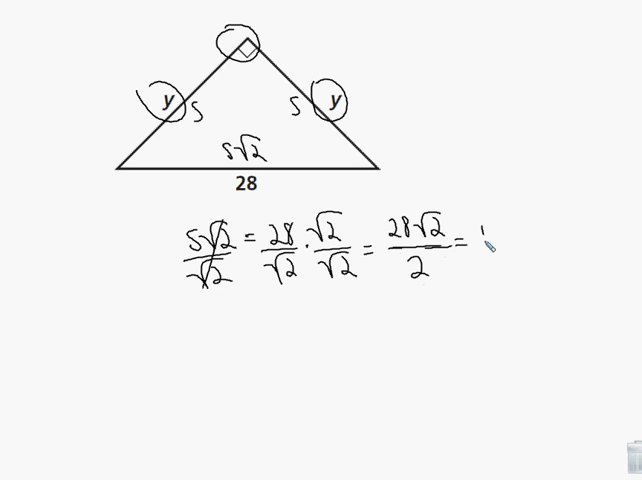 y s s y
s√2
28
s√2/√2 = 28/√2 · √2/√2 = 28√2/2 =